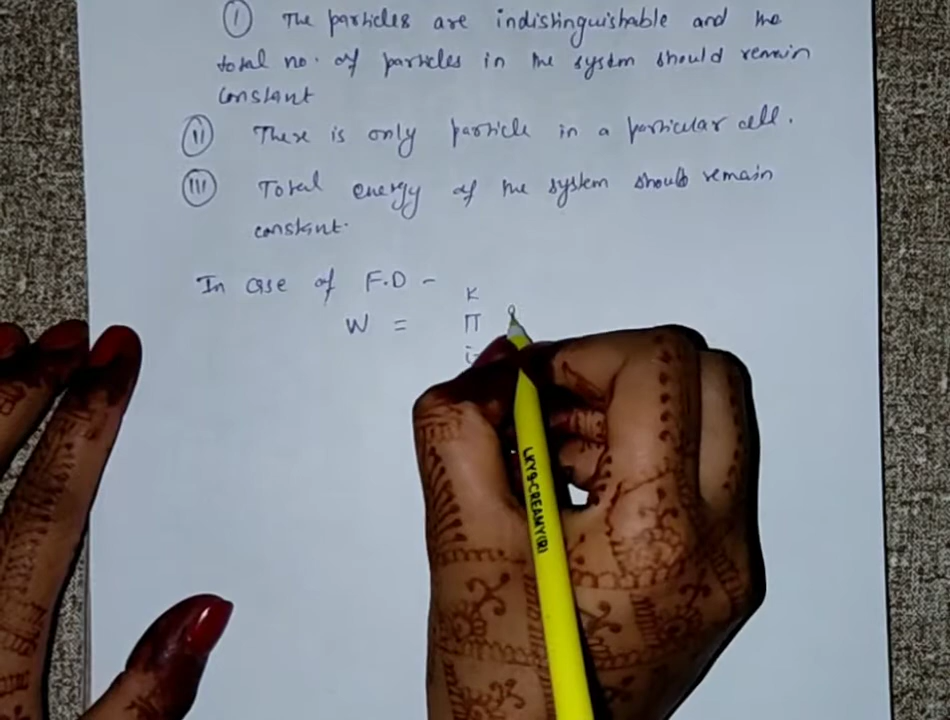 (I) The particles are indistinguishable and the
total no. of particles in the system should remain
constant
(II) There is only particle in a particular cell.
(III) Total energy of the system should remain
constant.
In case of F.D -
K
W = Π
i=
LKY9-CREAMY(R)